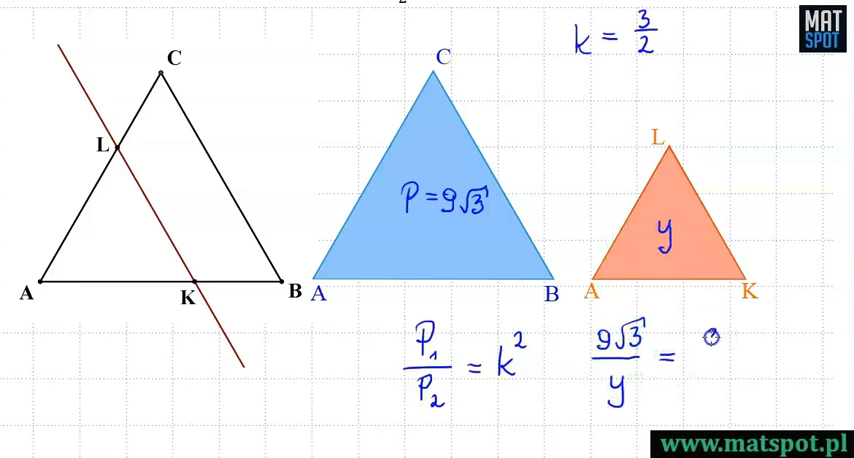 MAT
SPOT
k = 3/2
C
L
A
K
B
C
P = 9√3
A
B
L
y
A
K
P₁/P₂ = k²
9√3/y =
www.matspot.pl